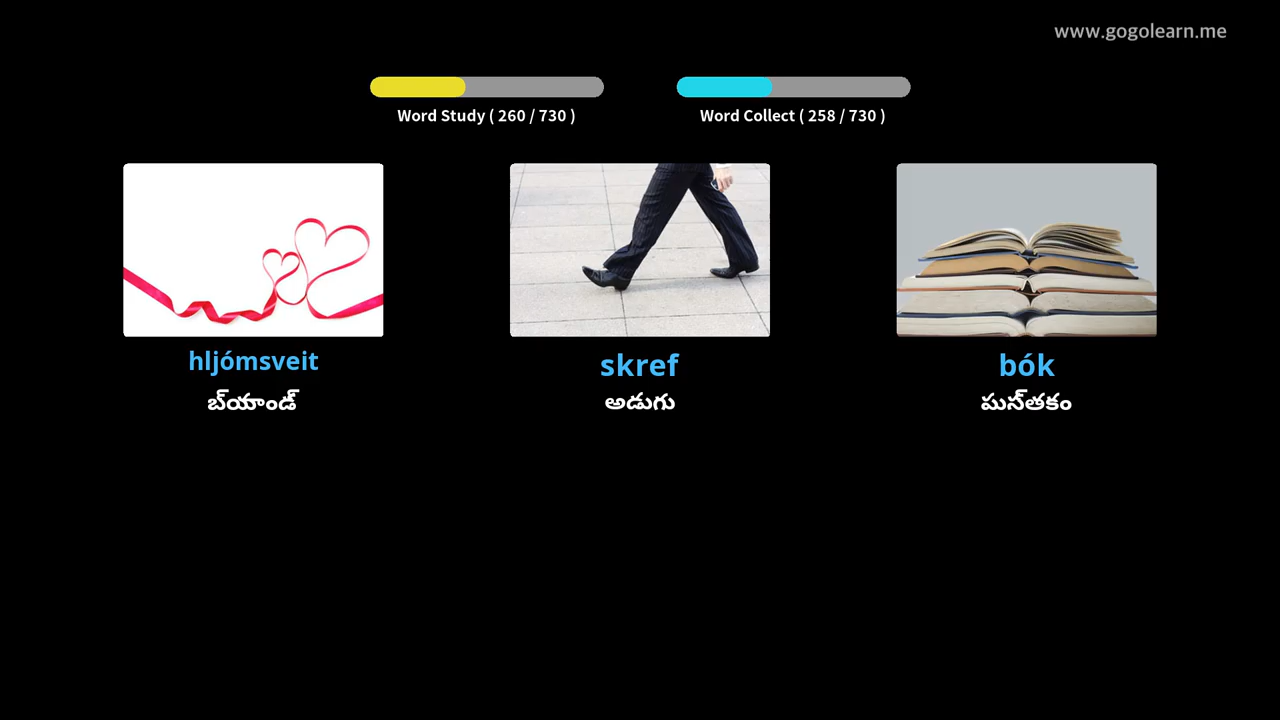 www.gogolearn.me
Word Study ( 260 / 730 )
Word Collect ( 258 / 730 )
hljómsveit
బ్యాండ్
skref
అడుగు
bók
పుస్తకం